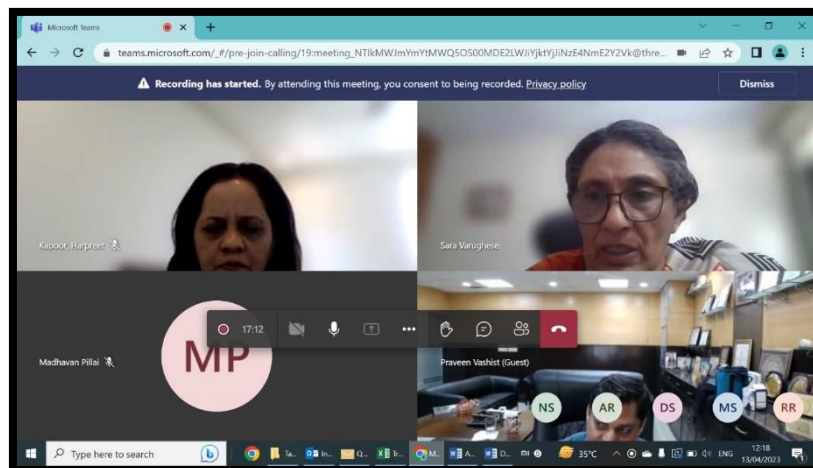 Microsoft Teams
teams.microsoft.com/_#/pre-join-calling/19:meeting_
Recording has started. By attending this meeting, you consent to being recorded. Privacy policy
Dismiss
Kapoor, Harpreet
Sara Varughese
17:12
MP
Madhavan Pillai
Praveen Vashist (Guest)
NS
AR
DS
MS
RR
Type here to search
35°C
ENG
12:18
13/04/2023